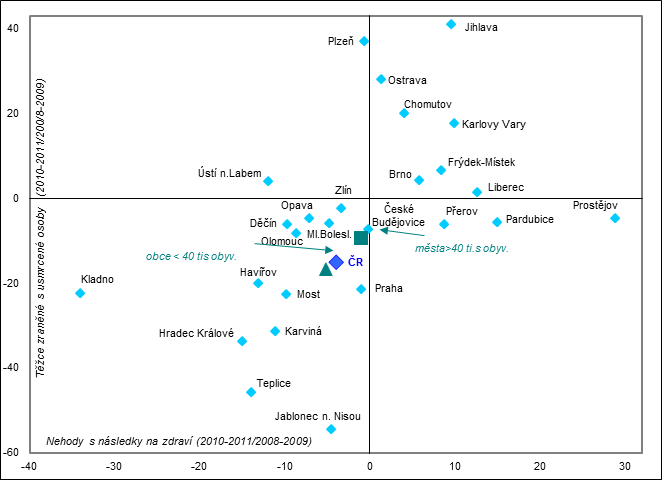 40
Jihlava
Plzeň
Ostrava
20
Chomutov
Karlovy Vary
Frýdek-Místek
Brno
Ústí n.Labem
Liberec
Zlín
0
Opava
České
Budějovice
Přerov
Prostějov
Děčín
Ml.Bolesl.
Pardubice
Olomouc
obce < 40 tis obyv.
města>40 ti.s obyv.
ČR
Havířov
Kladno
-20
Most
Praha
Hradec Králové
Karviná
-40
Teplice
Jablonec n. Nisou
Nehody s následky na zdraví (2010-2011/2008-2009)
-60
-40
-30
-20
-10
0
10
20
30
Těžce zraněné s usmrcené osoby (2010-2011/200/8-2009)